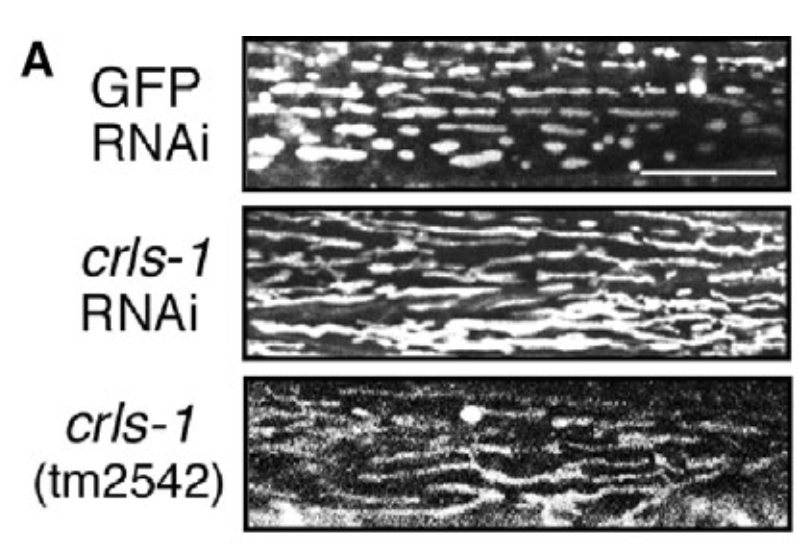 A
GFP
RNAi
crls-1
RNAi
crls-1
(tm2542)